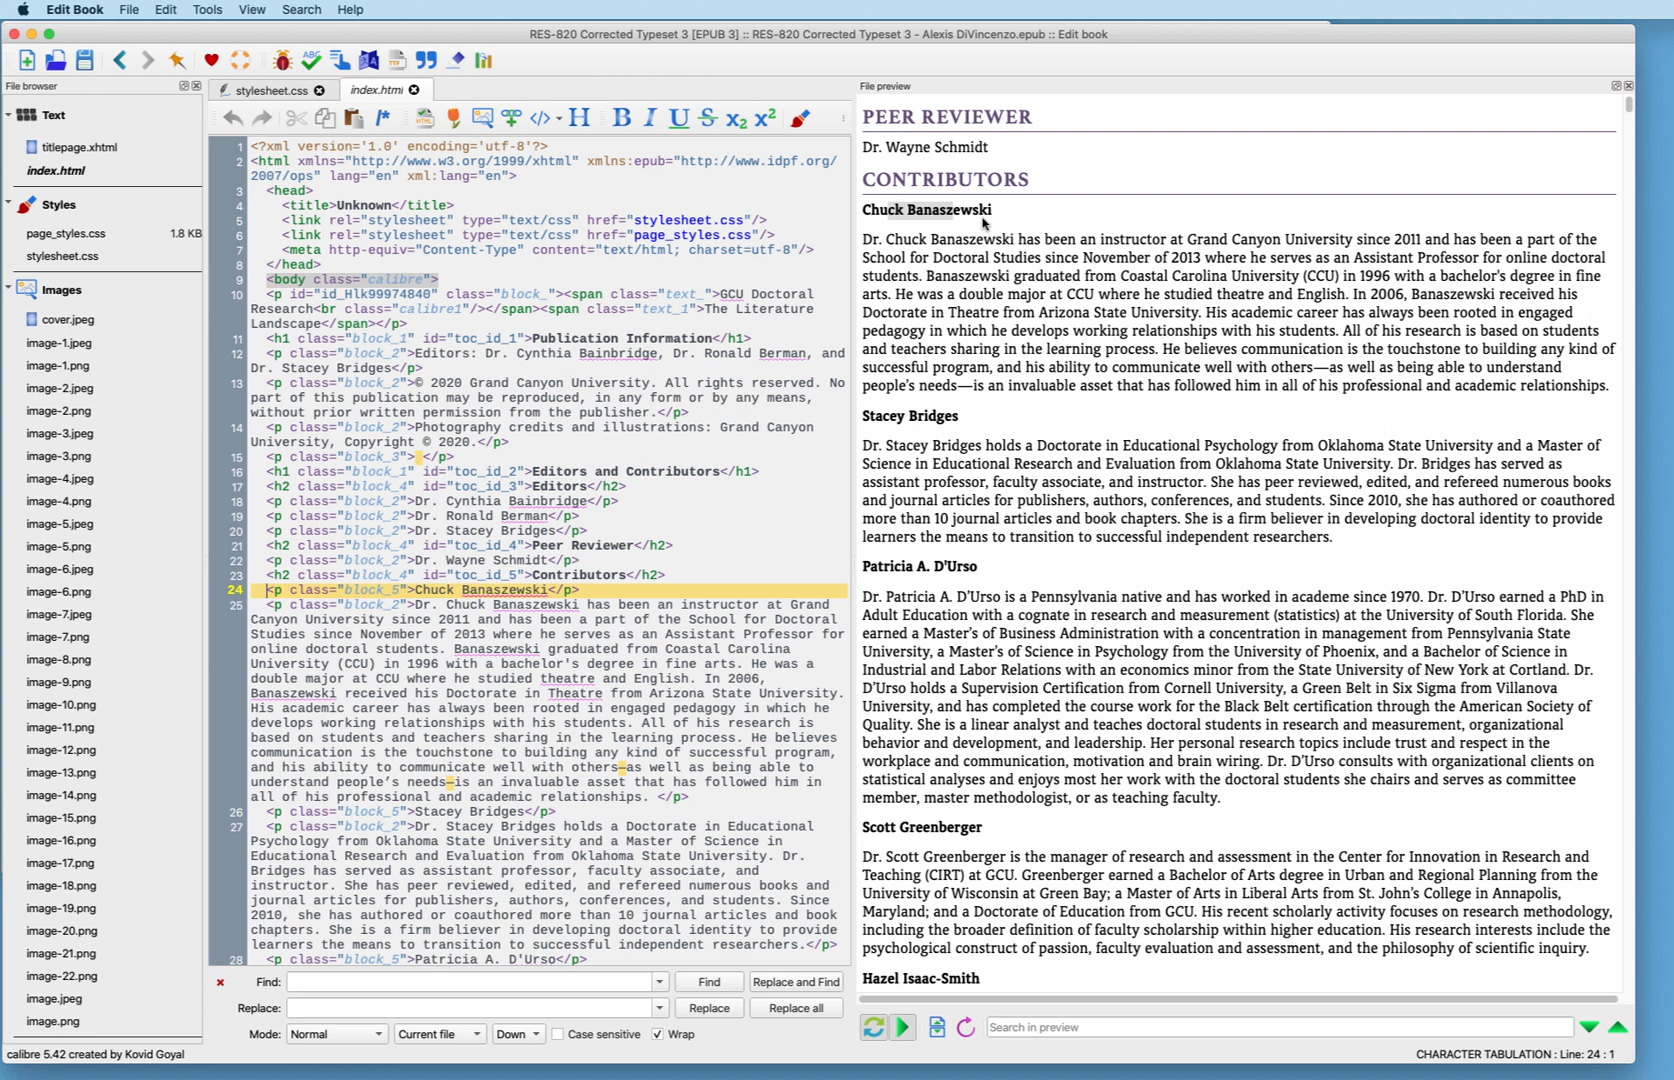 Edit Book File Edit Tools View Search Help
RES-820 Corrected Typeset 3 [EPUB 3] :: RES-820 Corrected Typeset 3 - Alexis DiVincenzo.epub :: Edit book
File browser
Text
titlepage.xhtml
index.html
Styles
page_styles.css 1.8 KB
stylesheet.css
Images
cover.jpeg
image-1.jpeg
image-1.png
image-2.jpeg
image-2.png
image-3.jpeg
image-3.png
image-4.jpeg
image-4.png
image-5.jpeg
image-5.png
image-6.jpeg
image-6.png
image-7.jpeg
image-7.png
image-8.png
image-9.png
image-10.png
image-11.png
image-12.png
image-13.png
image-14.png
image-15.png
image-16.png
image-17.png
image-18.png
image-19.png
image-20.png
image-21.png
image-22.png
image.jpeg
image.png
stylesheet.css index.html
1 <?xml version='1.0' encoding='utf-8'?>
2 <html xmlns="http://www.w3.org/1999/xhtml" xmlns:epub="http://www.idpf.org/
2007/ops" lang="en" xml:lang="en">
3 <head>
4 <title>Unknown</title>
5 <link rel="stylesheet" type="text/css" href="stylesheet.css"/>
6 <link rel="stylesheet" type="text/css" href="page_styles.css"/>
7 <meta http-equiv="Content-Type" content="text/html; charset=utf-8"/>
8 </head>
9 <body class="calibre">
10 <p id="id_Hlk99974840" class="block_"><span class="text_">GCU Doctoral
Research<br class="calibre1"/></span><span class="text_1">The Literature
Landscape</span></p>
11 <h1 class="block_1" id="toc_id_1">Publication Information</h1>
12 <p class="block_2">Editors: Dr. Cynthia Bainbridge, Dr. Ronald Berman, and
Dr. Stacey Bridges</p>
13 <p class="block_2">© 2020 Grand Canyon University. All rights reserved. No
part of this publication may be reproduced, in any form or by any means,
without prior written permission from the publisher.</p>
14 <p class="block_2">Photography credits and illustrations: Grand Canyon
University, Copyright © 2020.</p>
15 <p class="block_3"> </p>
16 <h1 class="block_1" id="toc_id_2">Editors and Contributors</h1>
17 <h2 class="block_4" id="toc_id_3">Editors</h2>
18 <p class="block_2">Dr. Cynthia Bainbridge</p>
19 <p class="block_2">Dr. Ronald Berman</p>
20 <p class="block_2">Dr. Stacey Bridges</p>
21 <h2 class="block_4" id="toc_id_4">Peer Reviewer</h2>
22 <p class="block_2">Dr. Wayne Schmidt</p>
23 <h2 class="block_4" id="toc_id_5">Contributors</h2>
24 <p class="block_5">Chuck Banaszewski</p>
25 <p class="block_2">Dr. Chuck Banaszewski has been an instructor at Grand
Canyon University since 2011 and has been a part of the School for Doctoral
Studies since November of 2013 where he serves as an Assistant Professor for
online doctoral students. Banaszewski graduated from Coastal Carolina
University (CCU) in 1996 with a bachelor's degree in fine arts. He was a
double major at CCU where he studied theatre and English. In 2006,
Banaszewski received his Doctorate in Theatre from Arizona State University.
His academic career has always been rooted in engaged pedagogy in which he
develops working relationships with his students. All of his research is
based on students and teachers sharing in the learning process. He believes
communication is the touchstone to building any kind of successful program,
and his ability to communicate well with others—as well as being able to
understand people’s needs—is an invaluable asset that has followed him in
all of his professional and academic relationships. </p>
26 <p class="block_5">Stacey Bridges</p>
27 <p class="block_2">Dr. Stacey Bridges holds a Doctorate in Educational
Psychology from Oklahoma State University and a Master of Science in
Educational Research and Evaluation from Oklahoma State University. Dr.
Bridges has served as assistant professor, faculty associate, and
instructor. She has peer reviewed, edited, and refereed numerous books and
journal articles for publishers, authors, conferences, and students. Since
2010, she has authored or coauthored more than 10 journal articles and book
chapters. She is a firm believer in developing doctoral identity to provide
learners the means to transition to successful independent researchers.</p>
28 <p class="block_5">Patricia A. D'Urso</p>
Find: Find Replace and Find
Replace: Replace Replace all
Mode: Normal Current file Down Case sensitive Wrap
File preview
PEER REVIEWER
Dr. Wayne Schmidt
CONTRIBUTORS
Chuck Banaszewski
Dr. Chuck Banaszewski has been an instructor at Grand Canyon University since 2011 and has been a part of the
School for Doctoral Studies since November of 2013 where he serves as an Assistant Professor for online doctoral
students. Banaszewski graduated from Coastal Carolina University (CCU) in 1996 with a bachelor's degree in fine
arts. He was a double major at CCU where he studied theatre and English. In 2006, Banaszewski received his
Doctorate in Theatre from Arizona State University. His academic career has always been rooted in engaged
pedagogy in which he develops working relationships with his students. All of his research is based on students
and teachers sharing in the learning process. He believes communication is the touchstone to building any kind of
successful program, and his ability to communicate well with others—as well as being able to understand
people’s needs—is an invaluable asset that has followed him in all of his professional and academic relationships.
Stacey Bridges
Dr. Stacey Bridges holds a Doctorate in Educational Psychology from Oklahoma State University and a Master of
Science in Educational Research and Evaluation from Oklahoma State University. Dr. Bridges has served as
assistant professor, faculty associate, and instructor. She has peer reviewed, edited, and refereed numerous books
and journal articles for publishers, authors, conferences, and students. Since 2010, she has authored or coauthored
more than 10 journal articles and book chapters. She is a firm believer in developing doctoral identity to provide
learners the means to transition to successful independent researchers.
Patricia A. D'Urso
Dr. Patricia A. D’Urso is a Pennsylvania native and has worked in academe since 1970. Dr. D’Urso earned a PhD in
Adult Education with a cognate in research and measurement (statistics) at the University of South Florida. She
earned a Master’s of Business Administration with a concentration in management from Pennsylvania State
University, a Master’s of Science in Psychology from the University of Phoenix, and a Bachelor of Science in
Industrial and Labor Relations with an economics minor from the State University of New York at Cortland. Dr.
D’Urso holds a Supervision Certification from Cornell University, a Green Belt in Six Sigma from Villanova
University, and has completed the course work for the Black Belt certification through the American Society of
Quality. She is a linear analyst and teaches doctoral students in research and measurement, organizational
behavior and development, and leadership. Her personal research topics include trust and respect in the
workplace and communication, motivation and brain wiring. Dr. D’Urso consults with organizational clients on
statistical analyses and enjoys most her work with the doctoral students she chairs and serves as committee
member, master methodologist, or as teaching faculty.
Scott Greenberger
Dr. Scott Greenberger is the manager of research and assessment in the Center for Innovation in Research and
Teaching (CIRT) at GCU. Greenberger earned a Bachelor of Arts degree in Urban and Regional Planning from the
University of Wisconsin at Green Bay; a Master of Arts in Liberal Arts from St. John’s College in Annapolis,
Maryland; and a Doctorate of Education from GCU. His recent scholarly activity focuses on research methodology,
including the broader definition of faculty scholarship within higher education. His research interests include the
psychological construct of passion, faculty evaluation and assessment, and the philosophy of scientific inquiry.
Hazel Isaac-Smith
Search in preview
calibre 5.42 created by Kovid Goyal
CHARACTER TABULATION : Line: 24 : 1